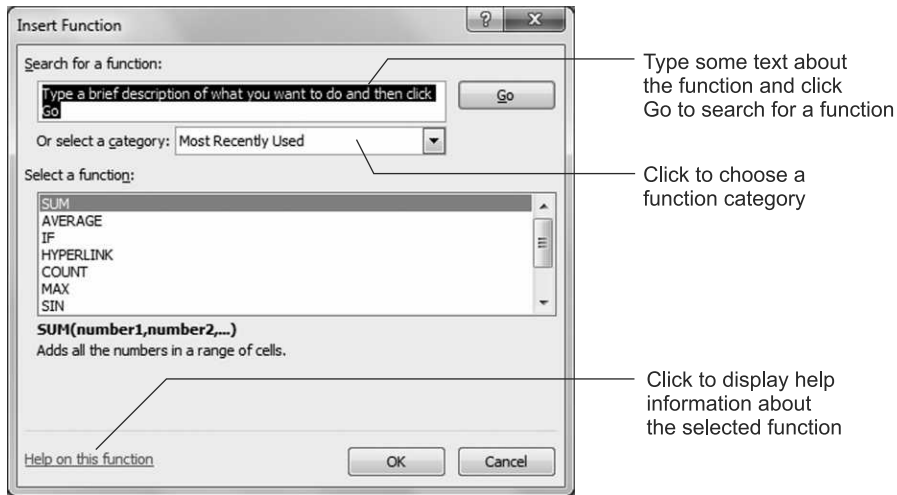 Insert Function
? X
Search for a function:
Type a brief description of what you want to do and then click
Go
Go
Or select a category: Most Recently Used
Select a function:
SUM
AVERAGE
IF
HYPERLINK
COUNT
MAX
SIN
SUM(number1,number2,...)
Adds all the numbers in a range of cells.
Help on this function
OK
Cancel
Type some text about
the function and click
Go to search for a function
Click to choose a
function category
Click to display help
information about
the selected function